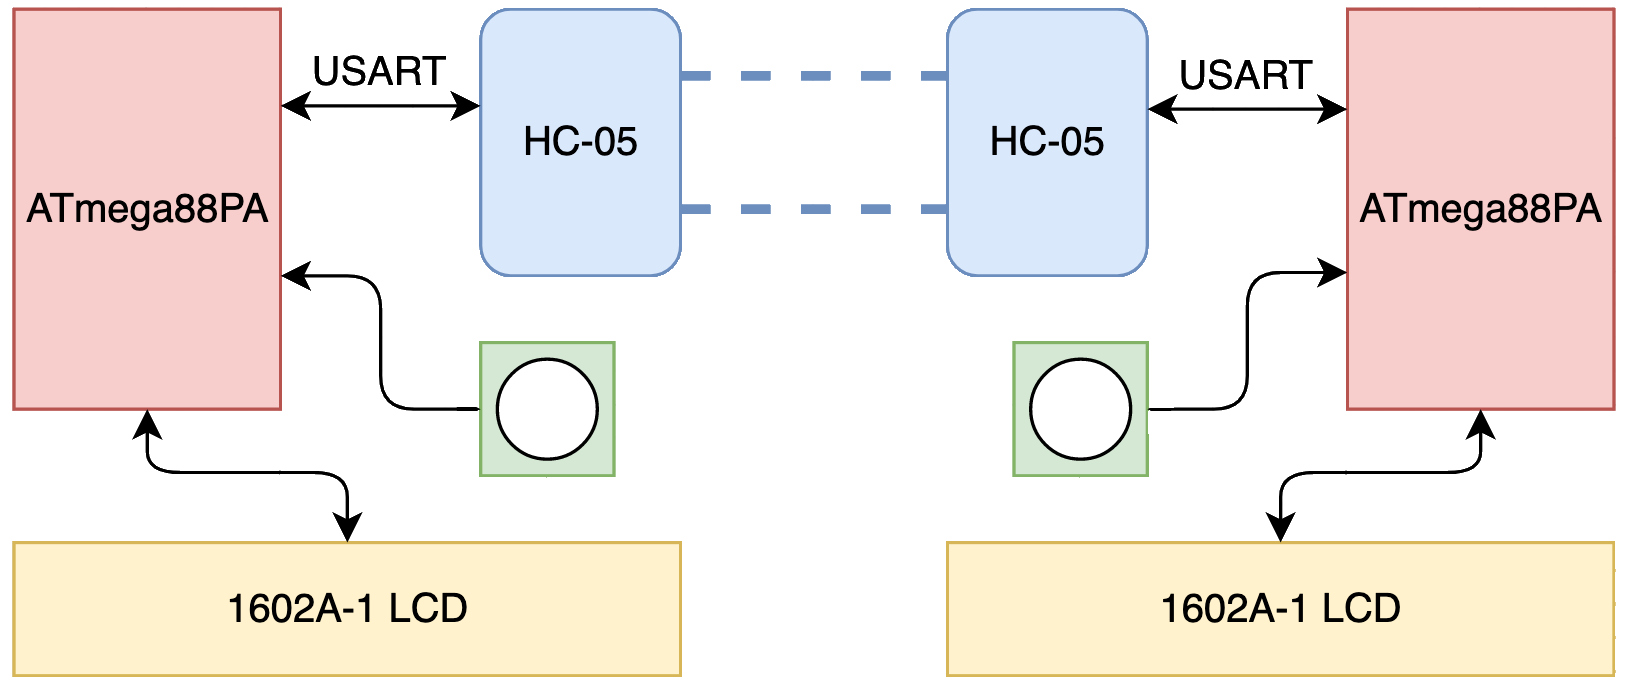 USART
USART
HC-05
HC-05
ATmega88PA
ATmega88PA
1602A-1 LCD
1602A-1 LCD